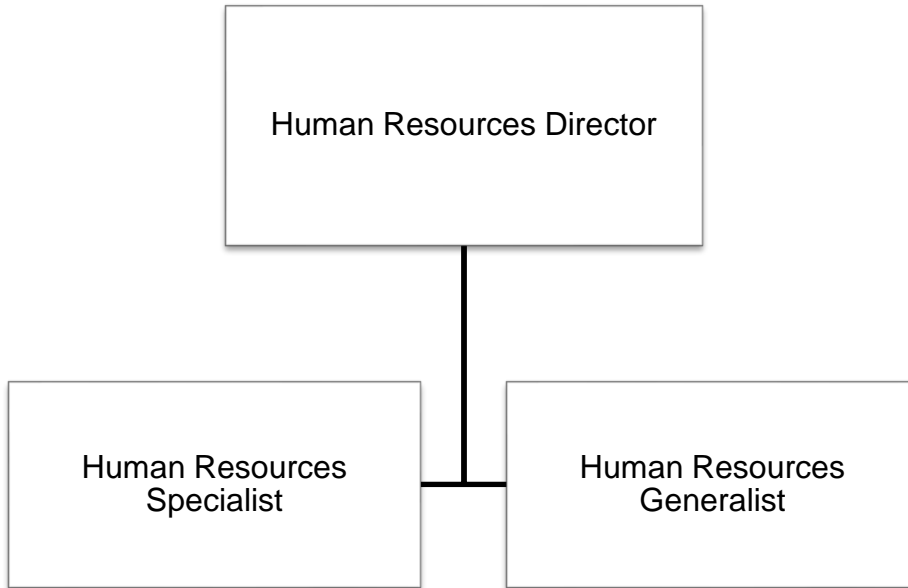 Human Resources Director
Human Resources
Specialist
Human Resources
Generalist